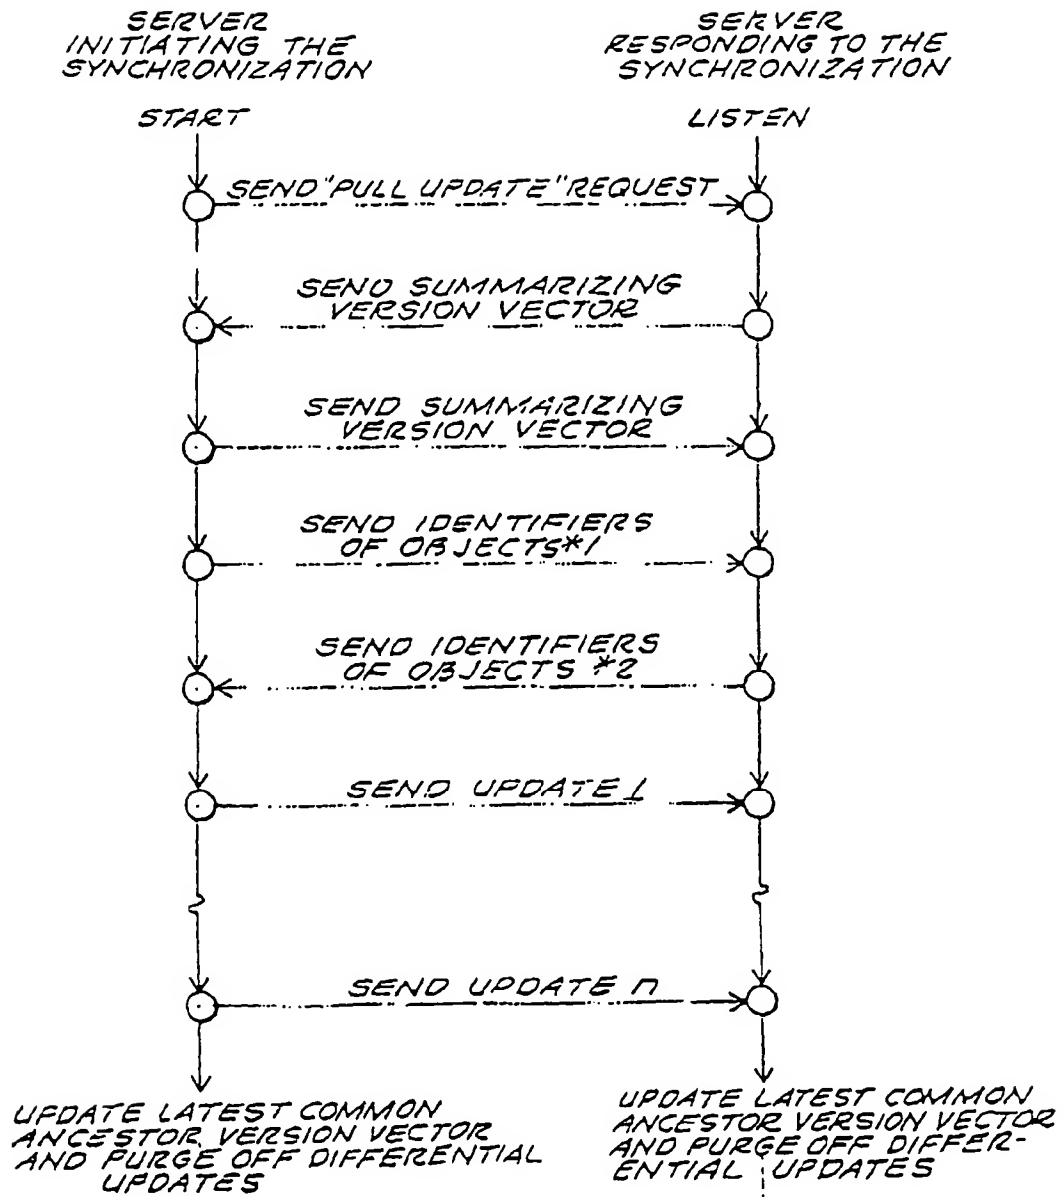 SERVER
INITIATING THE
SYNCHRONIZATION
SERVER
RESPONDING TO THE
SYNCHRONIZATION
START
LISTEN
SEND "PULL UPDATE" REQUEST
SEND SUMMARIZING
VERSION VECTOR
SEND SUMMARIZING
VERSION VECTOR
SEND IDENTIFIERS
OF OBJECTS*1
SEND IDENTIFIERS
OF OBJECTS *2
SEND UPDATE 1
SEND UPDATE n
UPDATE LATEST COMMON
ANCESTOR VERSION VECTOR
AND PURGE OFF DIFFERENTIAL
UPDATES
UPDATE LATEST COMMON
ANCESTOR VERSION VECTOR
AND PURGE OFF DIFFER-
ENTIAL UPDATES